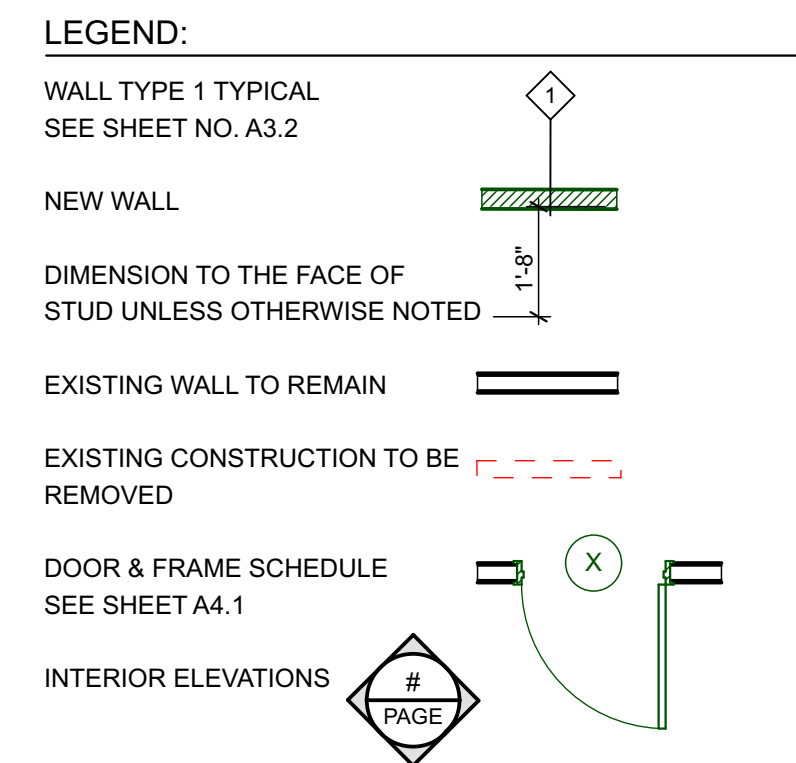 LEGEND:
WALL TYPE 1 TYPICAL
SEE SHEET NO. A3.2
1
NEW WALL
DIMENSION TO THE FACE OF
STUD UNLESS OTHERWISE NOTED
1'-8"
EXISTING WALL TO REMAIN
EXISTING CONSTRUCTION TO BE
REMOVED
DOOR & FRAME SCHEDULE
SEE SHEET A4.1
X
INTERIOR ELEVATIONS
#
PAGE